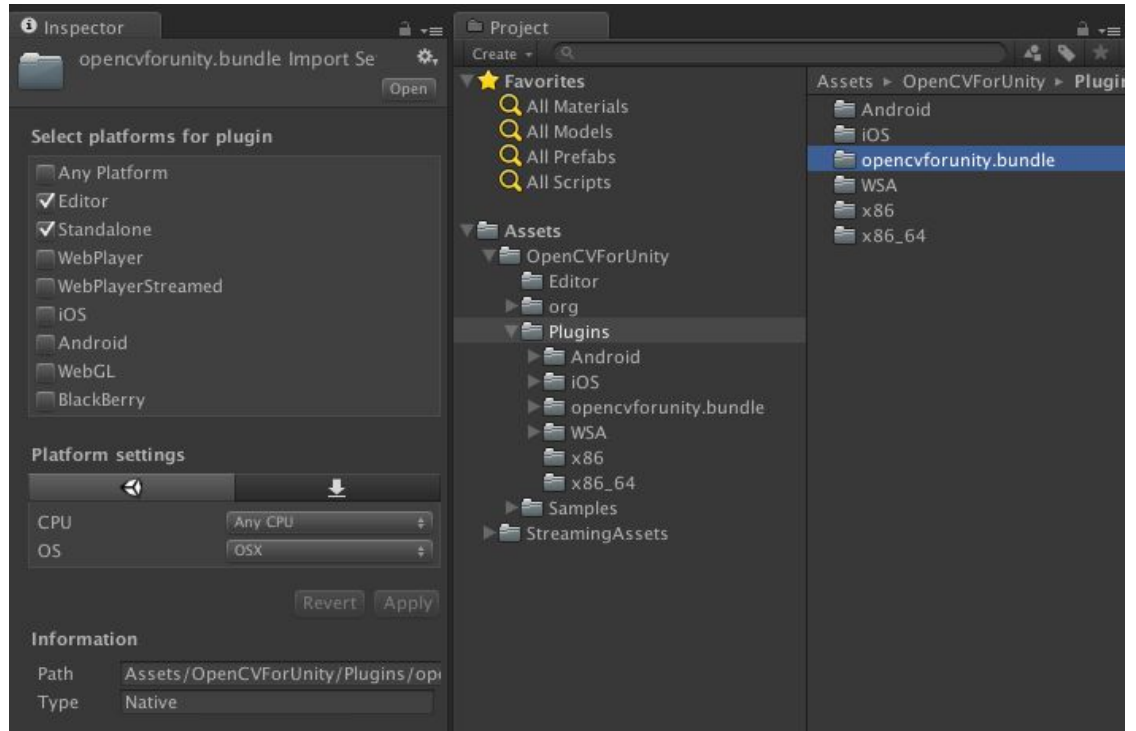 Inspector
opencvforunity.bundle Import Se
Open
Select platforms for plugin
Any Platform
Editor
Standalone
WebPlayer
WebPlayerStreamed
iOS
Android
WebGL
BlackBerry
Platform settings
CPU Any CPU
OS OSX
Revert Apply
Information
Path Assets/OpenCVForUnity/Plugins/ope
Type Native
Project
Create
Favorites
All Materials
All Models
All Prefabs
All Scripts
Assets
OpenCVForUnity
Editor
org
Plugins
Android
iOS
opencvforunity.bundle
WSA
x86
x86_64
Samples
StreamingAssets
Assets OpenCVForUnity Plugin
Android
iOS
opencvforunity.bundle
WSA
x86
x86_64